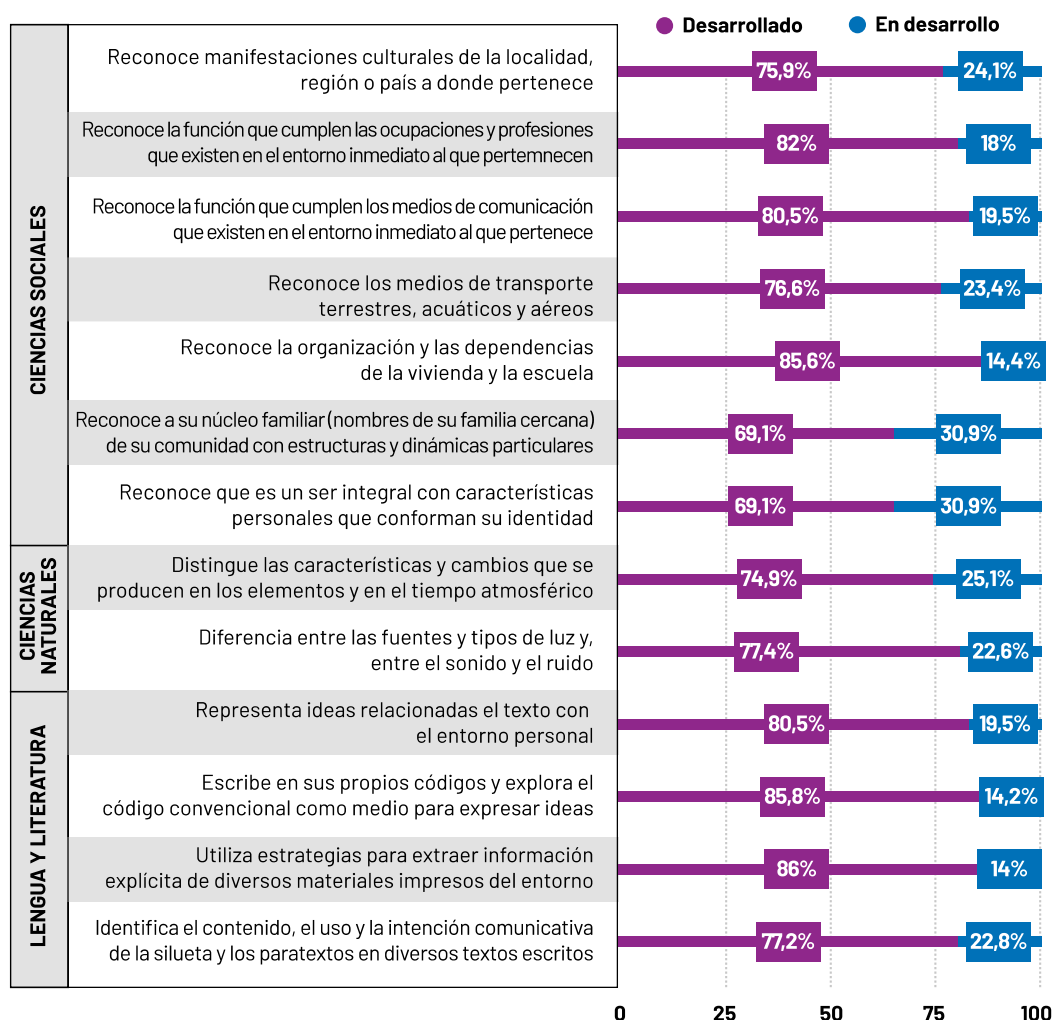 Desarrollado En desarrollo
CIENCIAS SOCIALES
Reconoce manifestaciones culturales de la localidad,
región o país a donde pertenece
75,9% 24,1%
Reconoce la función que cumplen las ocupaciones y profesiones
que existen en el entorno inmediato al que pertemnecen
82% 18%
Reconoce la función que cumplen los medios de comunicación
que existen en el entorno inmediato al que pertenece
80,5% 19,5%
Reconoce los medios de transporte
terrestres, acuáticos y aéreos
76,6% 23,4%
Reconoce la organización y las dependencias
de la vivienda y la escuela
85,6% 14,4%
Reconoce a su núcleo familiar (nombres de su familia cercana)
de su comunidad con estructuras y dinámicas particulares
69,1% 30,9%
Reconoce que es un ser integral con características
personales que conforman su identidad
69,1% 30,9%
CIENCIAS
NATURALES
Distingue las características y cambios que se
producen en los elementos y en el tiempo atmosférico
74,9% 25,1%
Diferencia entre las fuentes y tipos de luz y,
entre el sonido y el ruido
77,4% 22,6%
LENGUA Y LITERATURA
Representa ideas relacionadas el texto con
el entorno personal
80,5% 19,5%
Escribe en sus propios códigos y explora el
código convencional como medio para expresar ideas
85,8% 14,2%
Utiliza estrategias para extraer información
explícita de diversos materiales impresos del entorno
86% 14%
Identifica el contenido, el uso y la intención comunicativa
de la silueta y los paratextos en diversos textos escritos
77,2% 22,8%
0 25 50 75 100